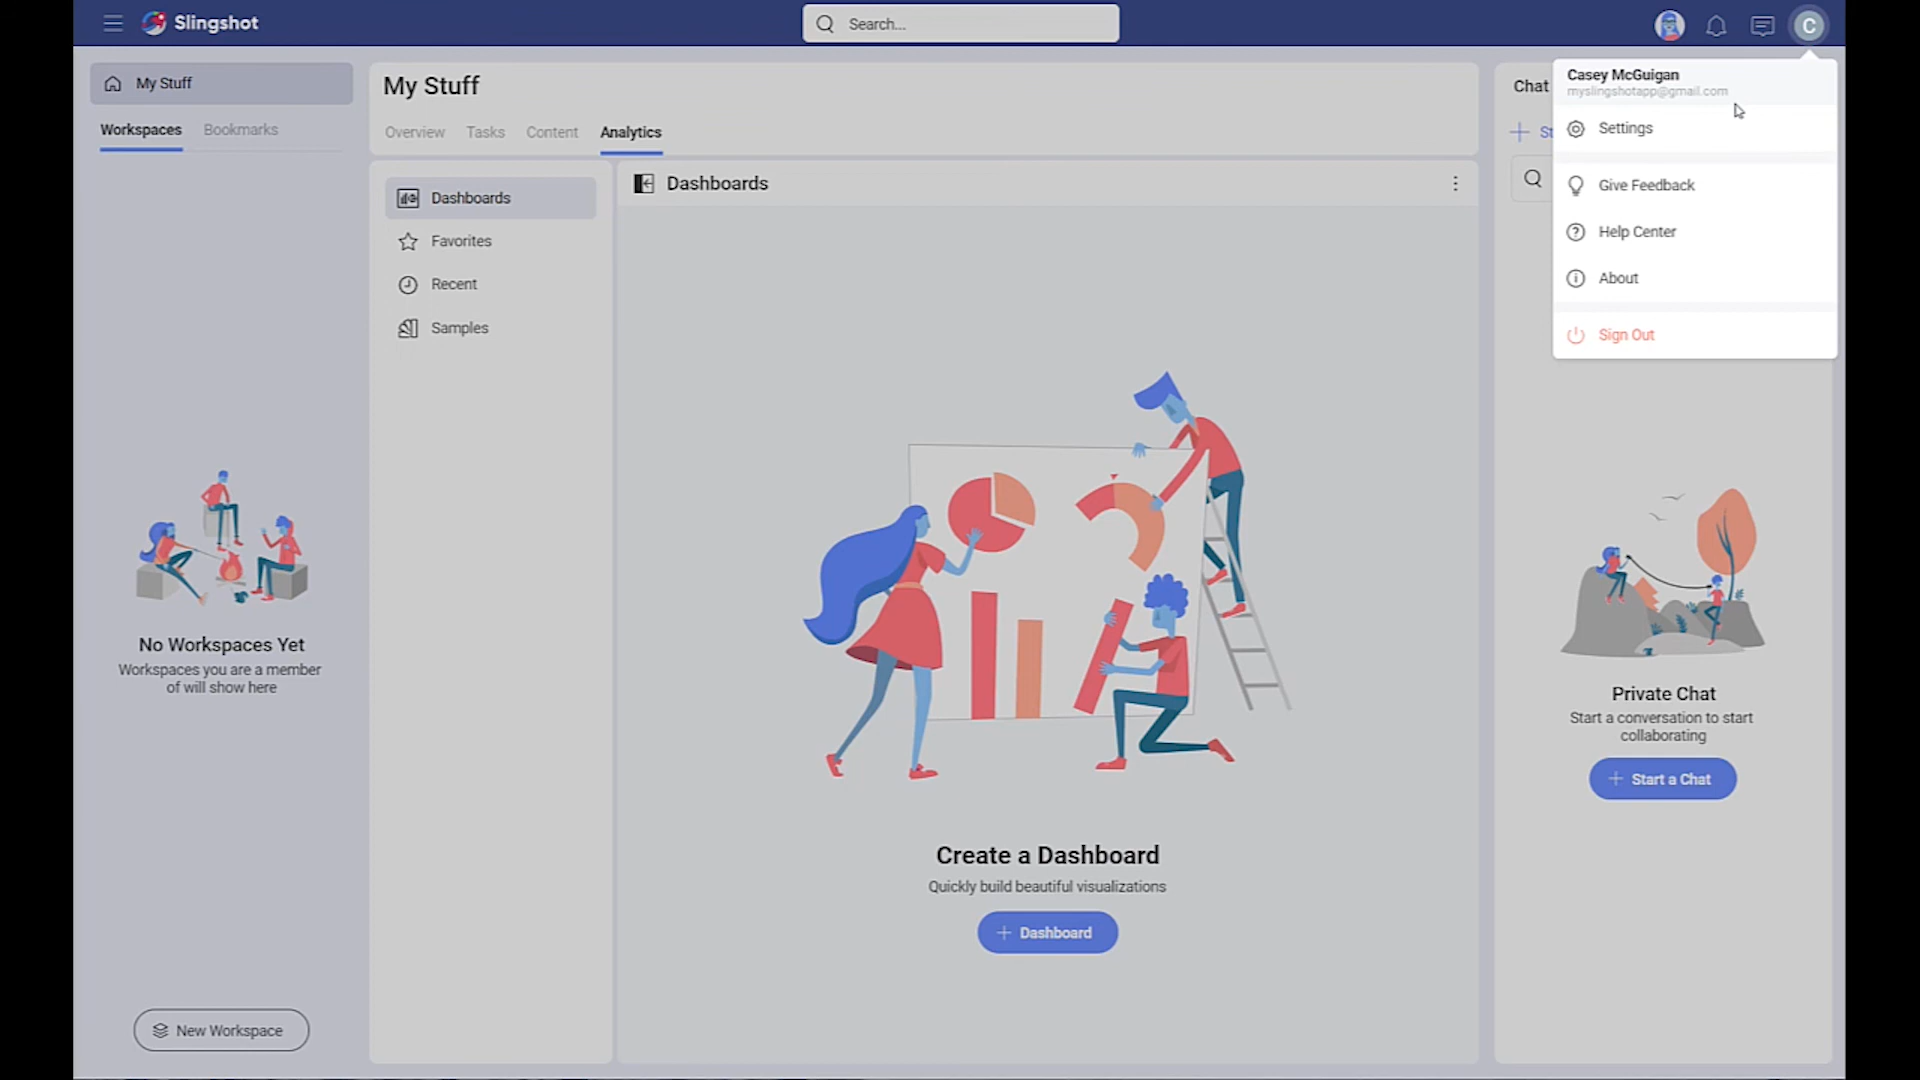 Slingshot
Search...
C
My Stuff
Workspaces
Bookmarks
No Workspaces Yet
Workspaces you are a member
of will show here
New Workspace
My Stuff
Overview
Tasks
Content
Analytics
Dashboards
Favorites
Recent
Samples
Dashboards
Create a Dashboard
Quickly build beautiful visualizations
+ Dashboard
Chat
+ St
Casey McGuigan
myslingshotapp@gmail.com
Settings
Give Feedback
Help Center
About
Sign Out
Private Chat
Start a conversation to start
collaborating
+ Start a Chat